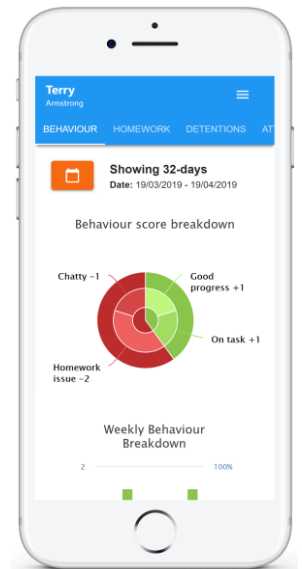 Terry
Armstrong
BEHAVIOUR HOMEWORK DETENTIONS AT
Showing 32-days
Date: 19/03/2019 - 19/04/2019
Behaviour score breakdown
Chatty -1
Good
progress +1
On task +1
Homework
issue -2
Weekly Behaviour
Breakdown
2 100%